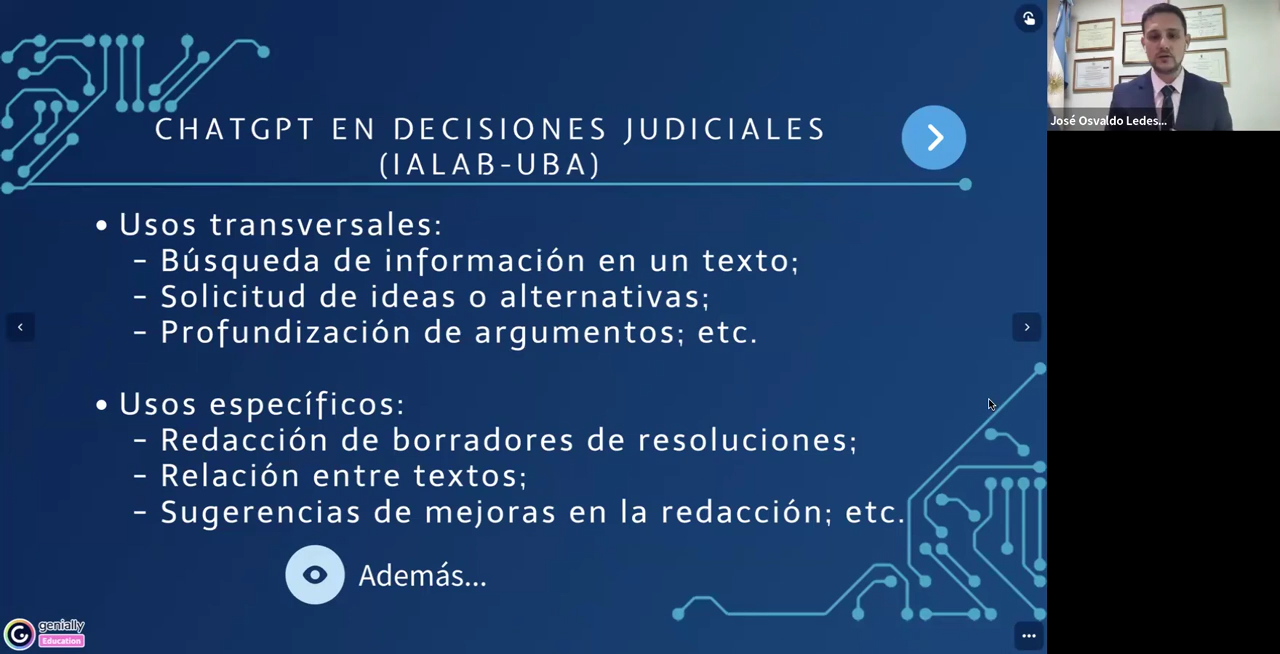 CHATGPT EN DECISIONES JUDICIALES
(IALAB-UBA)
• Usos transversales:
– Búsqueda de información en un texto;
– Solicitud de ideas o alternativas;
– Profundización de argumentos; etc.
• Usos específicos:
– Redacción de borradores de resoluciones;
– Relación entre textos;
– Sugerencias de mejoras en la redacción; etc.
Además...
genially
Education
José Osvaldo Ledes...